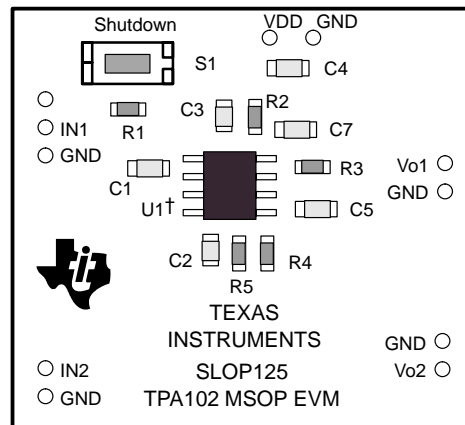 Shutdown
VDD GND
S1
C4
C3 R2
IN1 R1
C7
GND
C1
R3
Vo1
U1†
GND
C5
C2
R5 R4
TEXAS
INSTRUMENTS
GND
IN2 SLOP125 Vo2
GND TPA102 MSOP EVM
ti